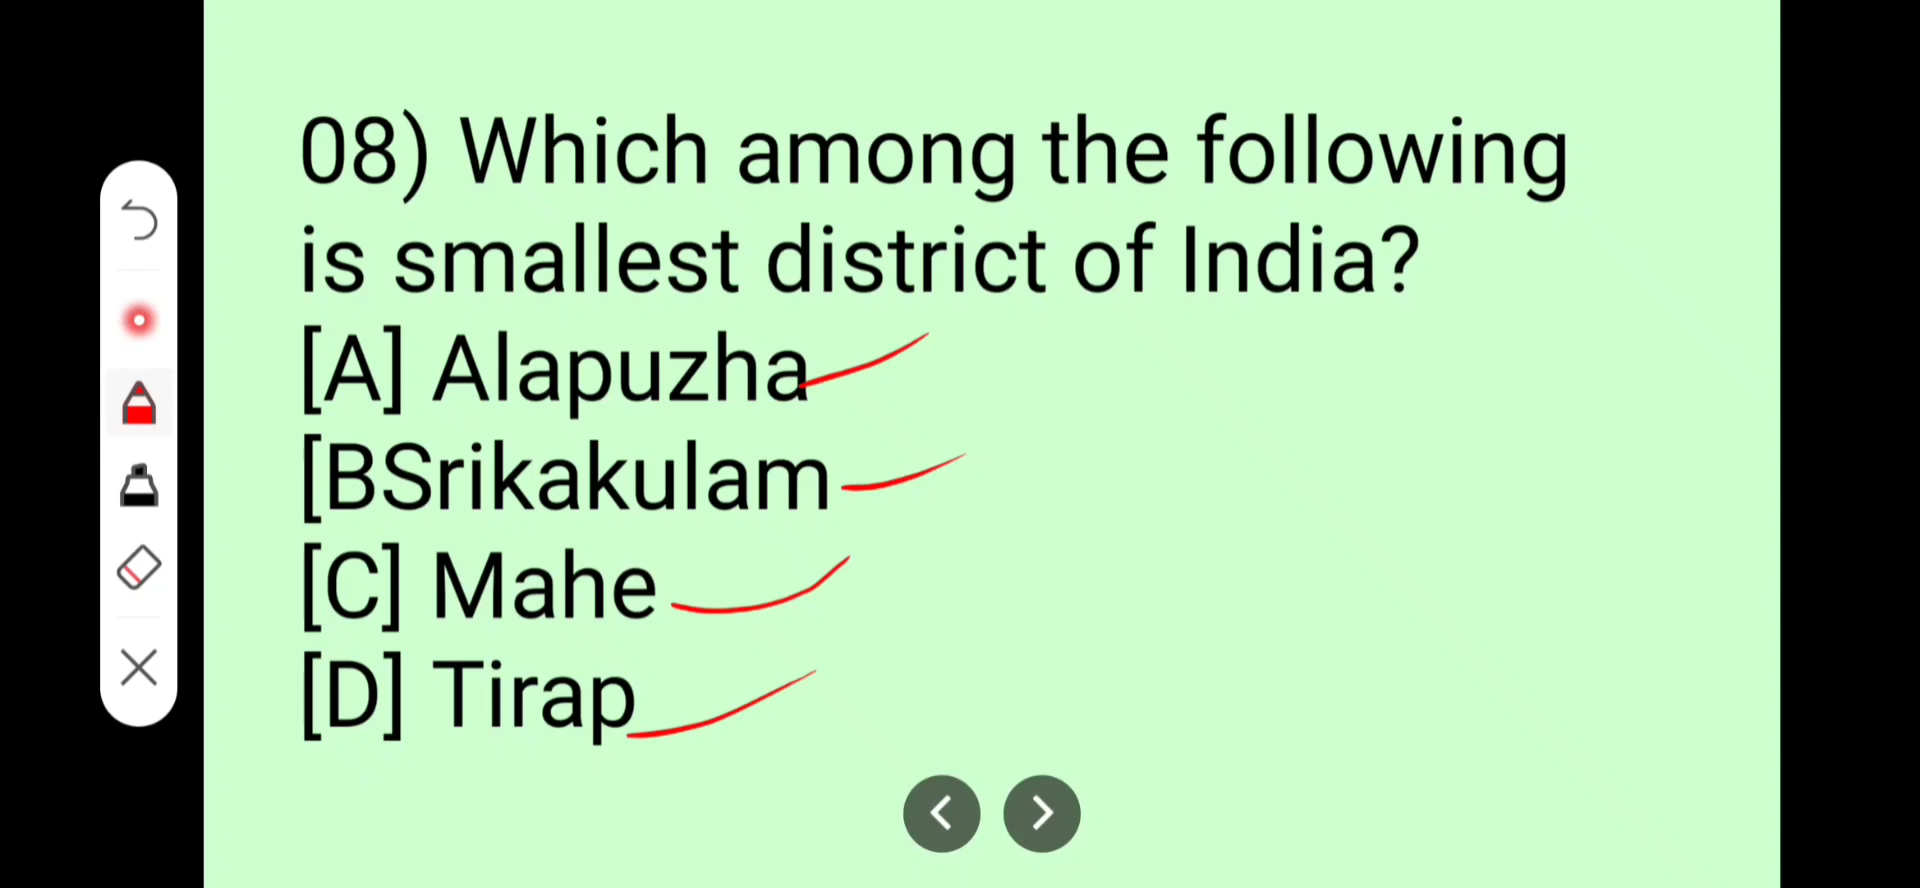 08) Which among the following
is smallest district of India?
[A] Alapuzha
[BSrikakulam
[C] Mahe
[D] Tirap